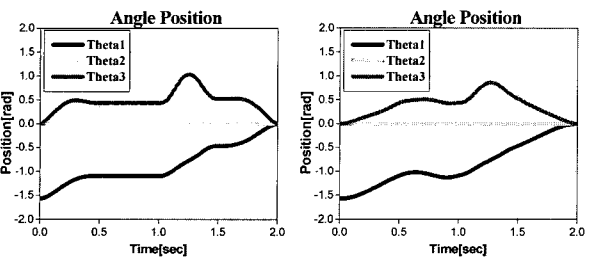 Angle Position
Theta1
Theta2
Theta3
Position[rad]
2.0
1.5
1.0
0.5
0.0
-0.5
-1.0
-1.5
-2.0
0.0 0.5 1.0 1.5 2.0
Time[sec]
Angle Position
Theta1
Theta2
Theta3
Position[rad]
2.0
1.5
1.0
0.5
0.0
-0.5
-1.0
-1.5
-2.0
0.0 0.5 1.0 1.5 2.0
Time[sec]